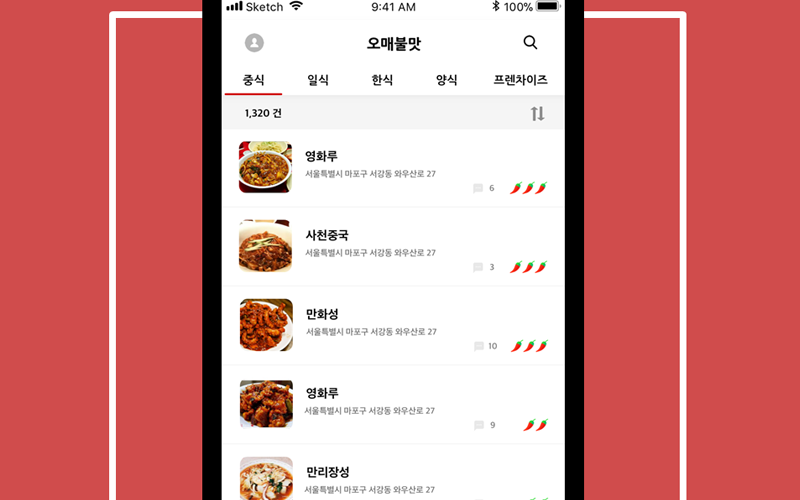 Sketch 9:41 AM 100%
오매불맛
중식 일식 한식 양식 프렌차이즈
1,320 건
영화루
서울특별시 마포구 서강동 와우산로 27
6
사천중국
서울특별시 마포구 서강동 와우산로 27
3
만화성
서울특별시 마포구 서강동 와우산로 27
10
영화루
서울특별시 마포구 서강동 와우산로 27
9
만리장성
서울특별시 마포구 서강동 와우산로 27